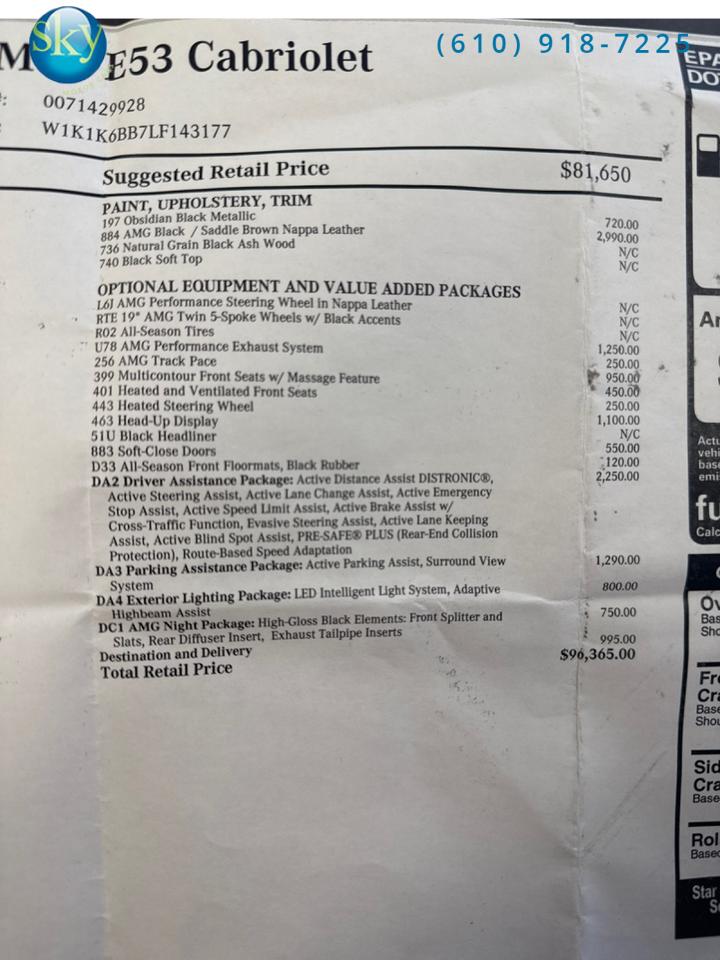 M
sky
E53 Cabriolet
(610) 918-7225
#:
0071429928
W1K1K6BB7LF143177
Suggested Retail Price $81,650
PAINT, UPHOLSTERY, TRIM
197 Obsidian Black Metallic 720.00
884 AMG Black / Saddle Brown Nappa Leather 2,990.00
736 Natural Grain Black Ash Wood N/C
740 Black Soft Top N/C
OPTIONAL EQUIPMENT AND VALUE ADDED PACKAGES
L6J AMG Performance Steering Wheel in Nappa Leather N/C
RTE 19" AMG Twin 5-Spoke Wheels w/ Black Accents N/C
R02 All-Season Tires N/C
U78 AMG Performance Exhaust System 1,250.00
256 AMG Track Pace 250.00
399 Multicontour Front Seats w/ Massage Feature 950.00
401 Heated and Ventilated Front Seats 450.00
443 Heated Steering Wheel 250.00
463 Head-Up Display 1,100.00
51U Black Headliner N/C
883 Soft-Close Doors 550.00
D33 All-Season Front Floormats, Black Rubber 120.00
DA2 Driver Assistance Package: Active Distance Assist DISTRONIC®, 2,250.00
Active Steering Assist, Active Lane Change Assist, Active Emergency
Stop Assist, Active Speed Limit Assist, Active Brake Assist w/
Cross-Traffic Function, Evasive Steering Assist, Active Lane Keeping
Assist, Active Blind Spot Assist, PRE-SAFE® PLUS (Rear-End Collision
Protection), Route-Based Speed Adaptation
DA3 Parking Assistance Package: Active Parking Assist, Surround View 1,290.00
System
DA4 Exterior Lighting Package: LED Intelligent Light System, Adaptive 800.00
Highbeam Assist
DC1 AMG Night Package: High-Gloss Black Elements: Front Splitter and 750.00
Slats, Rear Diffuser Insert, Exhaust Tailpipe Inserts
Destination and Delivery 995.00
Total Retail Price $96,365.00
EPA
DOT
Actu
vehi
base
emi
fu
Calc
Ov
Bas
Sho
Fro
Cra
Base
Shou
Sid
Cra
Base
Rol
Based
Star